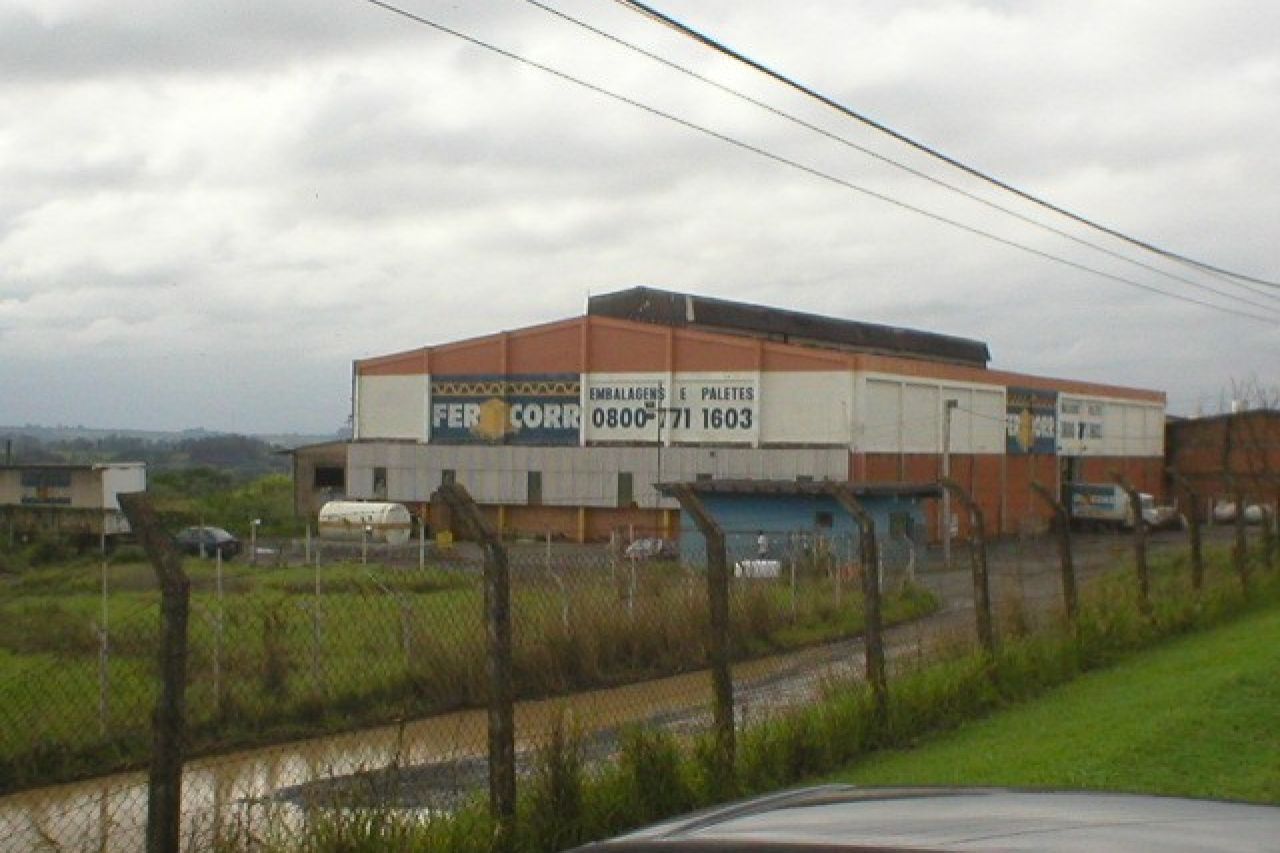 FER CORR
EMBALAGENS E PALETES
0800-771 1603